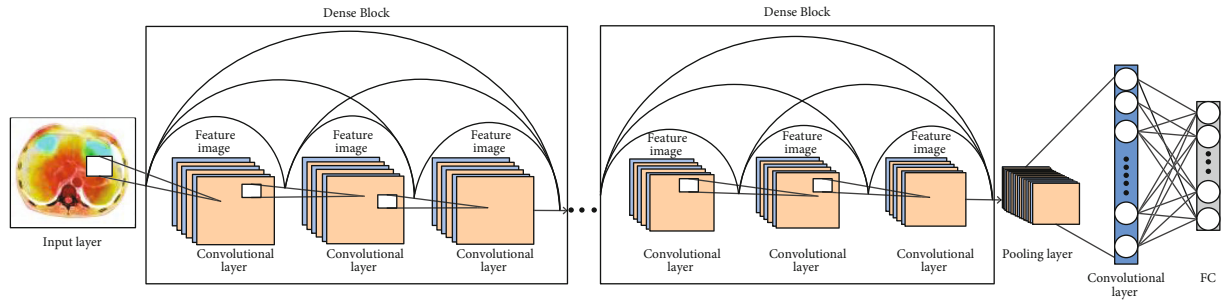 Dense Block
Dense Block
Feature
image
Feature
image
Feature
image
Feature
image
Feature
image
Feature
image
Input layer
Convolutional
layer
Convolutional
layer
Convolutional
layer
Convolutional
layer
Convolutional
layer
Convolutional
layer
Pooling layer
Convolutional
layer
FC